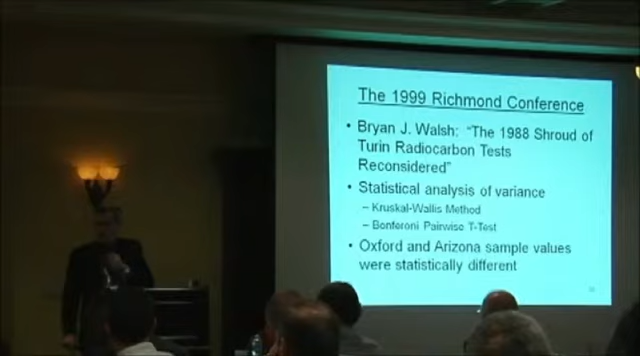 The 1999 Richmond Conference
• Bryan J. Walsh: "The 1988 Shroud of
Turin Radiocarbon Tests
Reconsidered"
• Statistical analysis of variance
– Kruskal-Wallis Method
– Bonferoni Pairwise T-Test
• Oxford and Arizona sample values
were statistically different